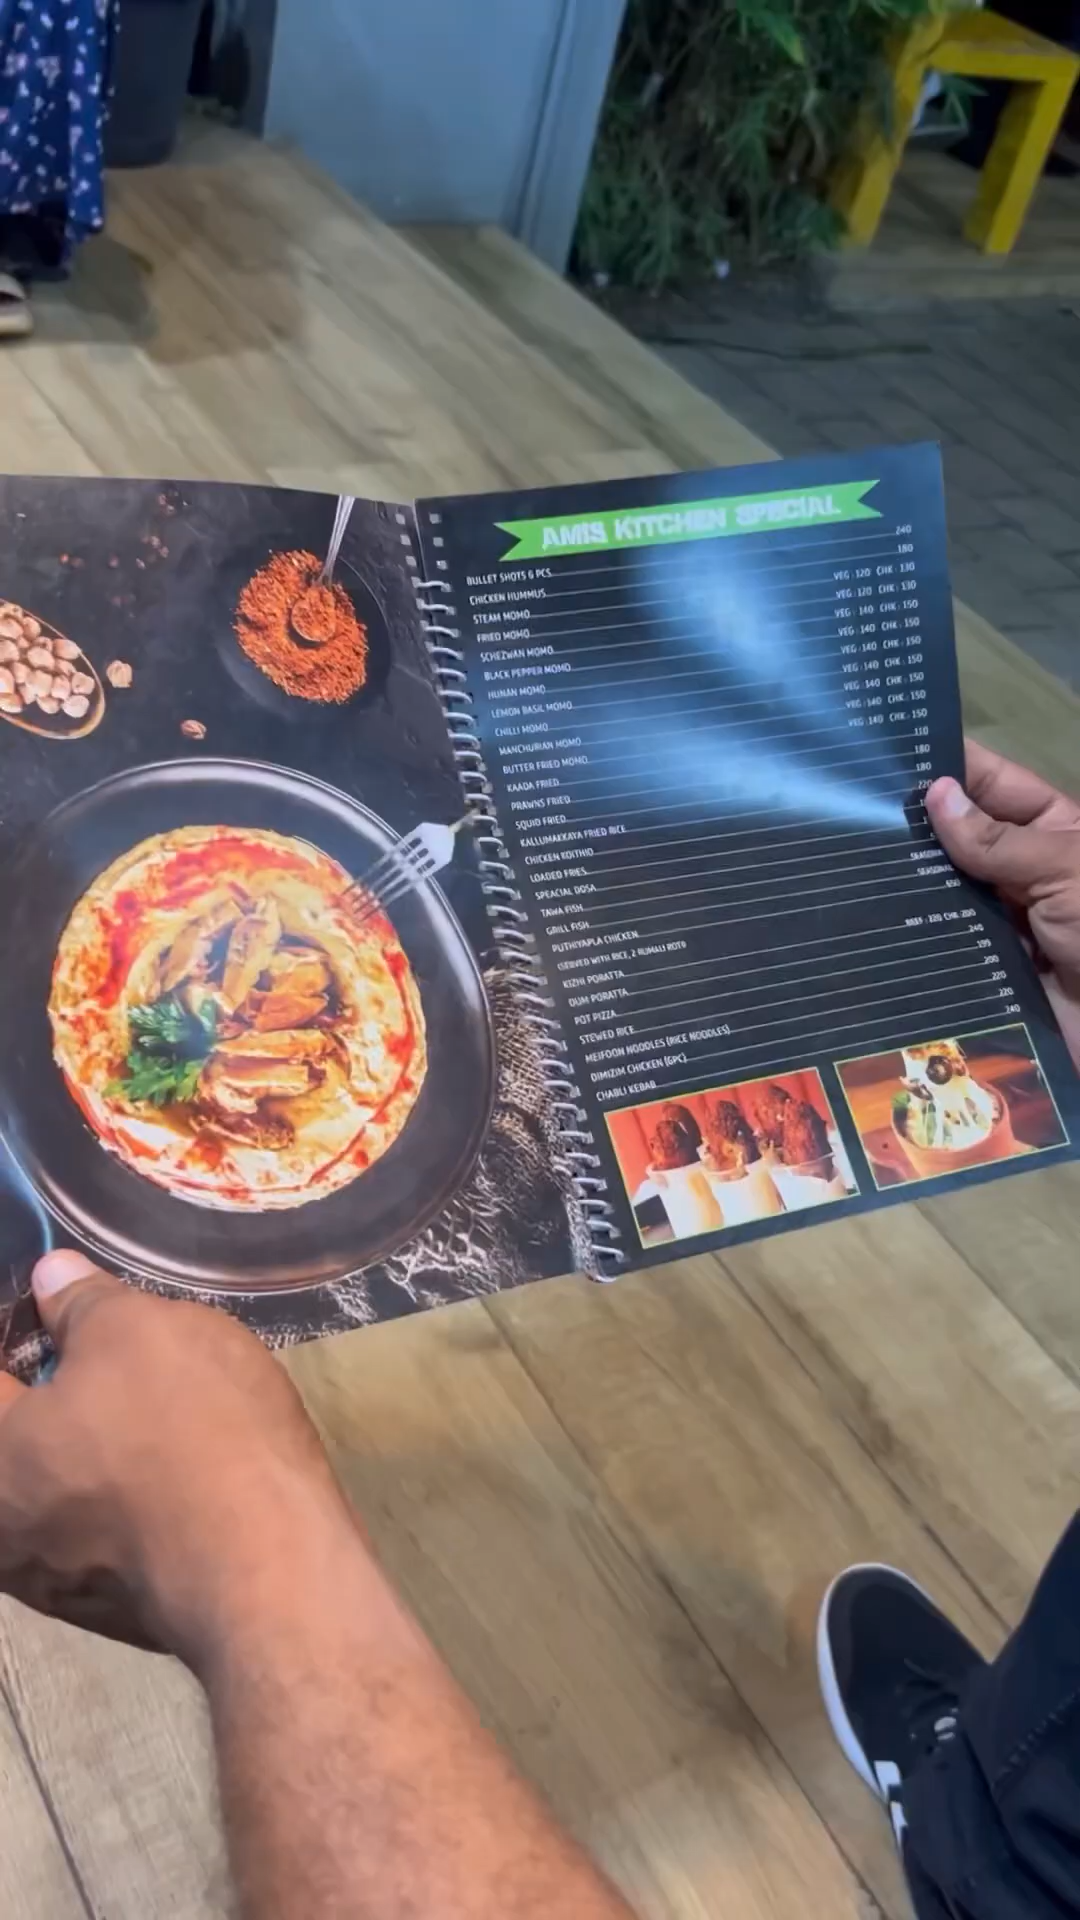 AMIS KITCHEN SPECIAL
BULLET SHOTS 6 PCS 240
CHICKEN HUMMUS 180
STEAM MOMO VEG : 120 CHK : 130
FRIED MOMO VEG : 120 CHK : 130
SCHEZWAN MOMO VEG : 140 CHK : 150
BLACK PEPPER MOMO VEG : 140 CHK : 150
HUNAN MOMO VEG : 140 CHK : 150
LEMON BASIL MOMO VEG : 140 CHK : 150
CHILLI MOMO VEG : 140 CHK : 150
MANCHURIAN MOMO VEG : 140 CHK : 150
BUTTER FRIED MOMO VEG : 140 CHK : 150
KAADA FRIED 110
PRAWNS FRIED 180
SQUID FRIED 180
KALLUMAKKAYA FRIED RICE 220
CHICKEN KOITHID
LOADED FRIES
SPEACIAL DOSA
TAWA FISH SEASONAL
GRILL FISH SEASONAL
PUTHIYAPLA CHICKEN 650
(SERVED WITH RICE, 2 RUMALI ROTI)
KIZHI PORATTA BEEF : 220 CHK : 200
DUM PORATTA 240
POT PIZZA 199
STEWED RICE 200
MEIFOON NOODLES (RICE NOODLES) 220
DIMIZIM CHICKEN (6PC) 220
CHABLI KEBAB 240